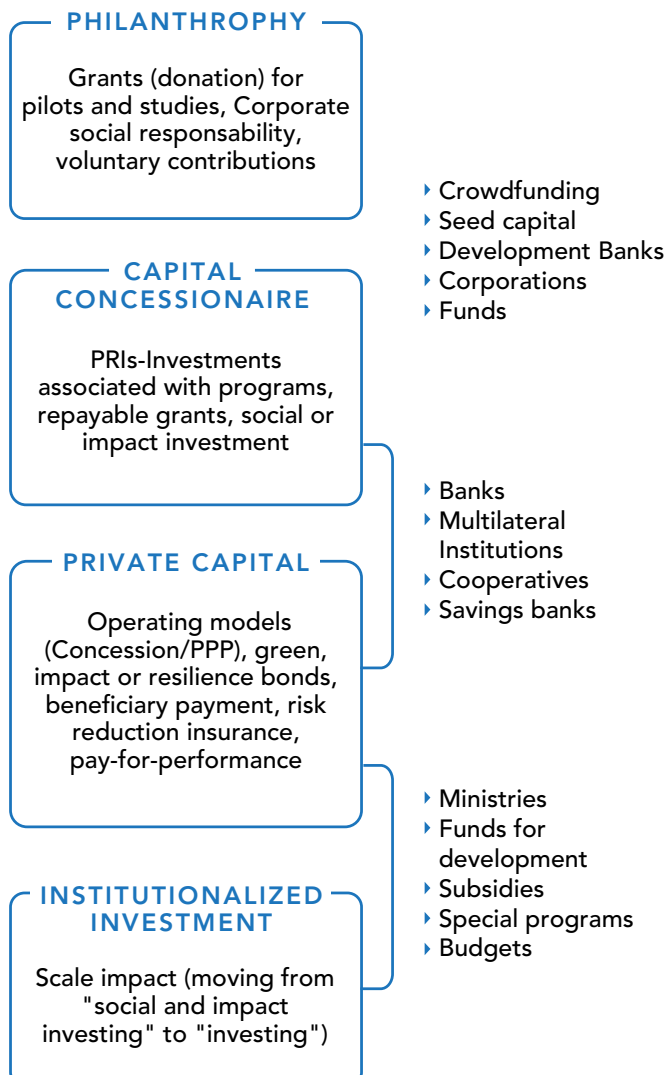 PHILANTHROPHY
Grants (donation) for
pilots and studies, Corporate
social responsability,
voluntary contributions
Crowdfunding
Seed capital
Development Banks
Corporations
Funds
CAPITAL
CONCESSIONAIRE
PRIs-Investments
associated with programs,
repayable grants, social or
impact investment
Banks
Multilateral
Institutions
Cooperatives
Savings banks
PRIVATE CAPITAL
Operating models
(Concession/PPP), green,
impact or resilience bonds,
beneficiary payment, risk
reduction insurance,
pay-for-performance
Ministries
Funds for
development
Subsidies
Special programs
Budgets
INSTITUTIONALIZED
INVESTMENT
Scale impact (moving from
"social and impact
investing" to "investing")